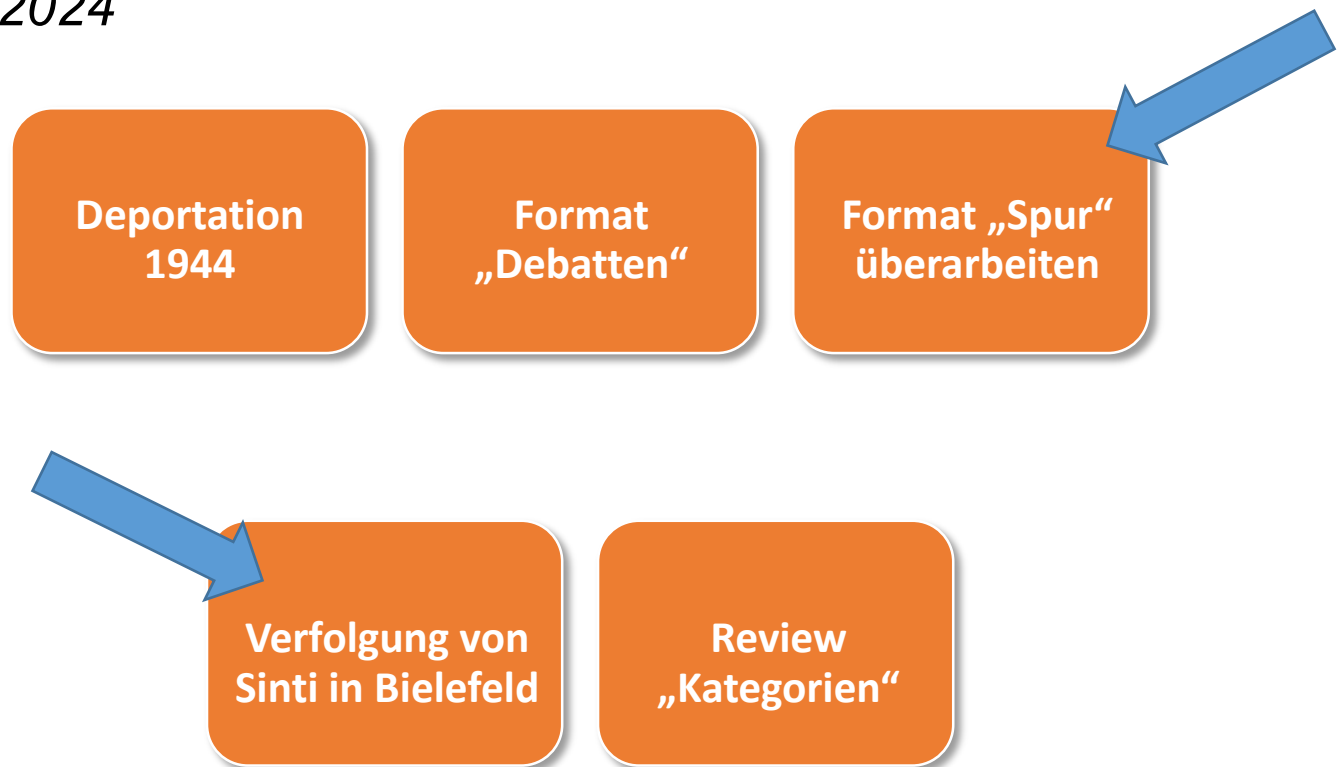 2024
Deportation
1944
Format
„Debatten“
Format „Spur“
überarbeiten
Verfolgung von
Sinti in Bielefeld
Review
„Kategorien“